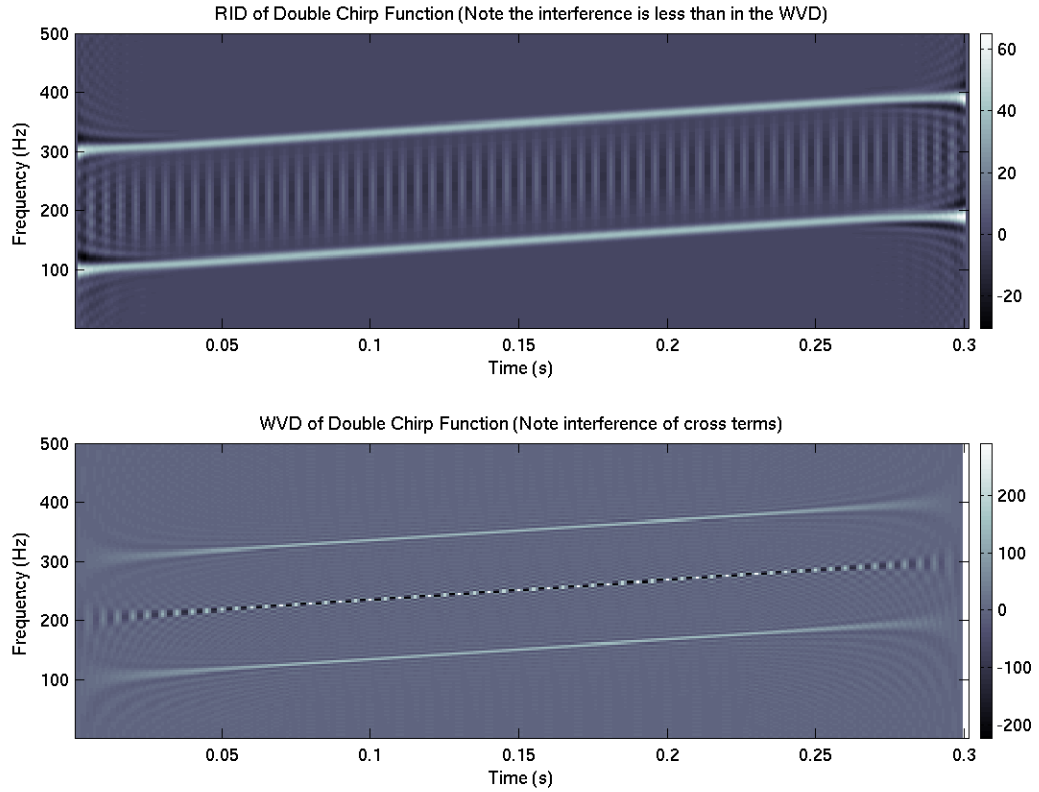 RID of Double Chirp Function (Note the interference is less than in the WVD)
500
400
300
200
100
Frequency (Hz)
0.05 0.1 0.15 0.2 0.25 0.3
Time (s)
60
40
20
0
-20
WVD of Double Chirp Function (Note interference of cross terms)
500
400
300
200
100
Frequency (Hz)
0.05 0.1 0.15 0.2 0.25 0.3
Time (s)
200
100
0
-100
-200